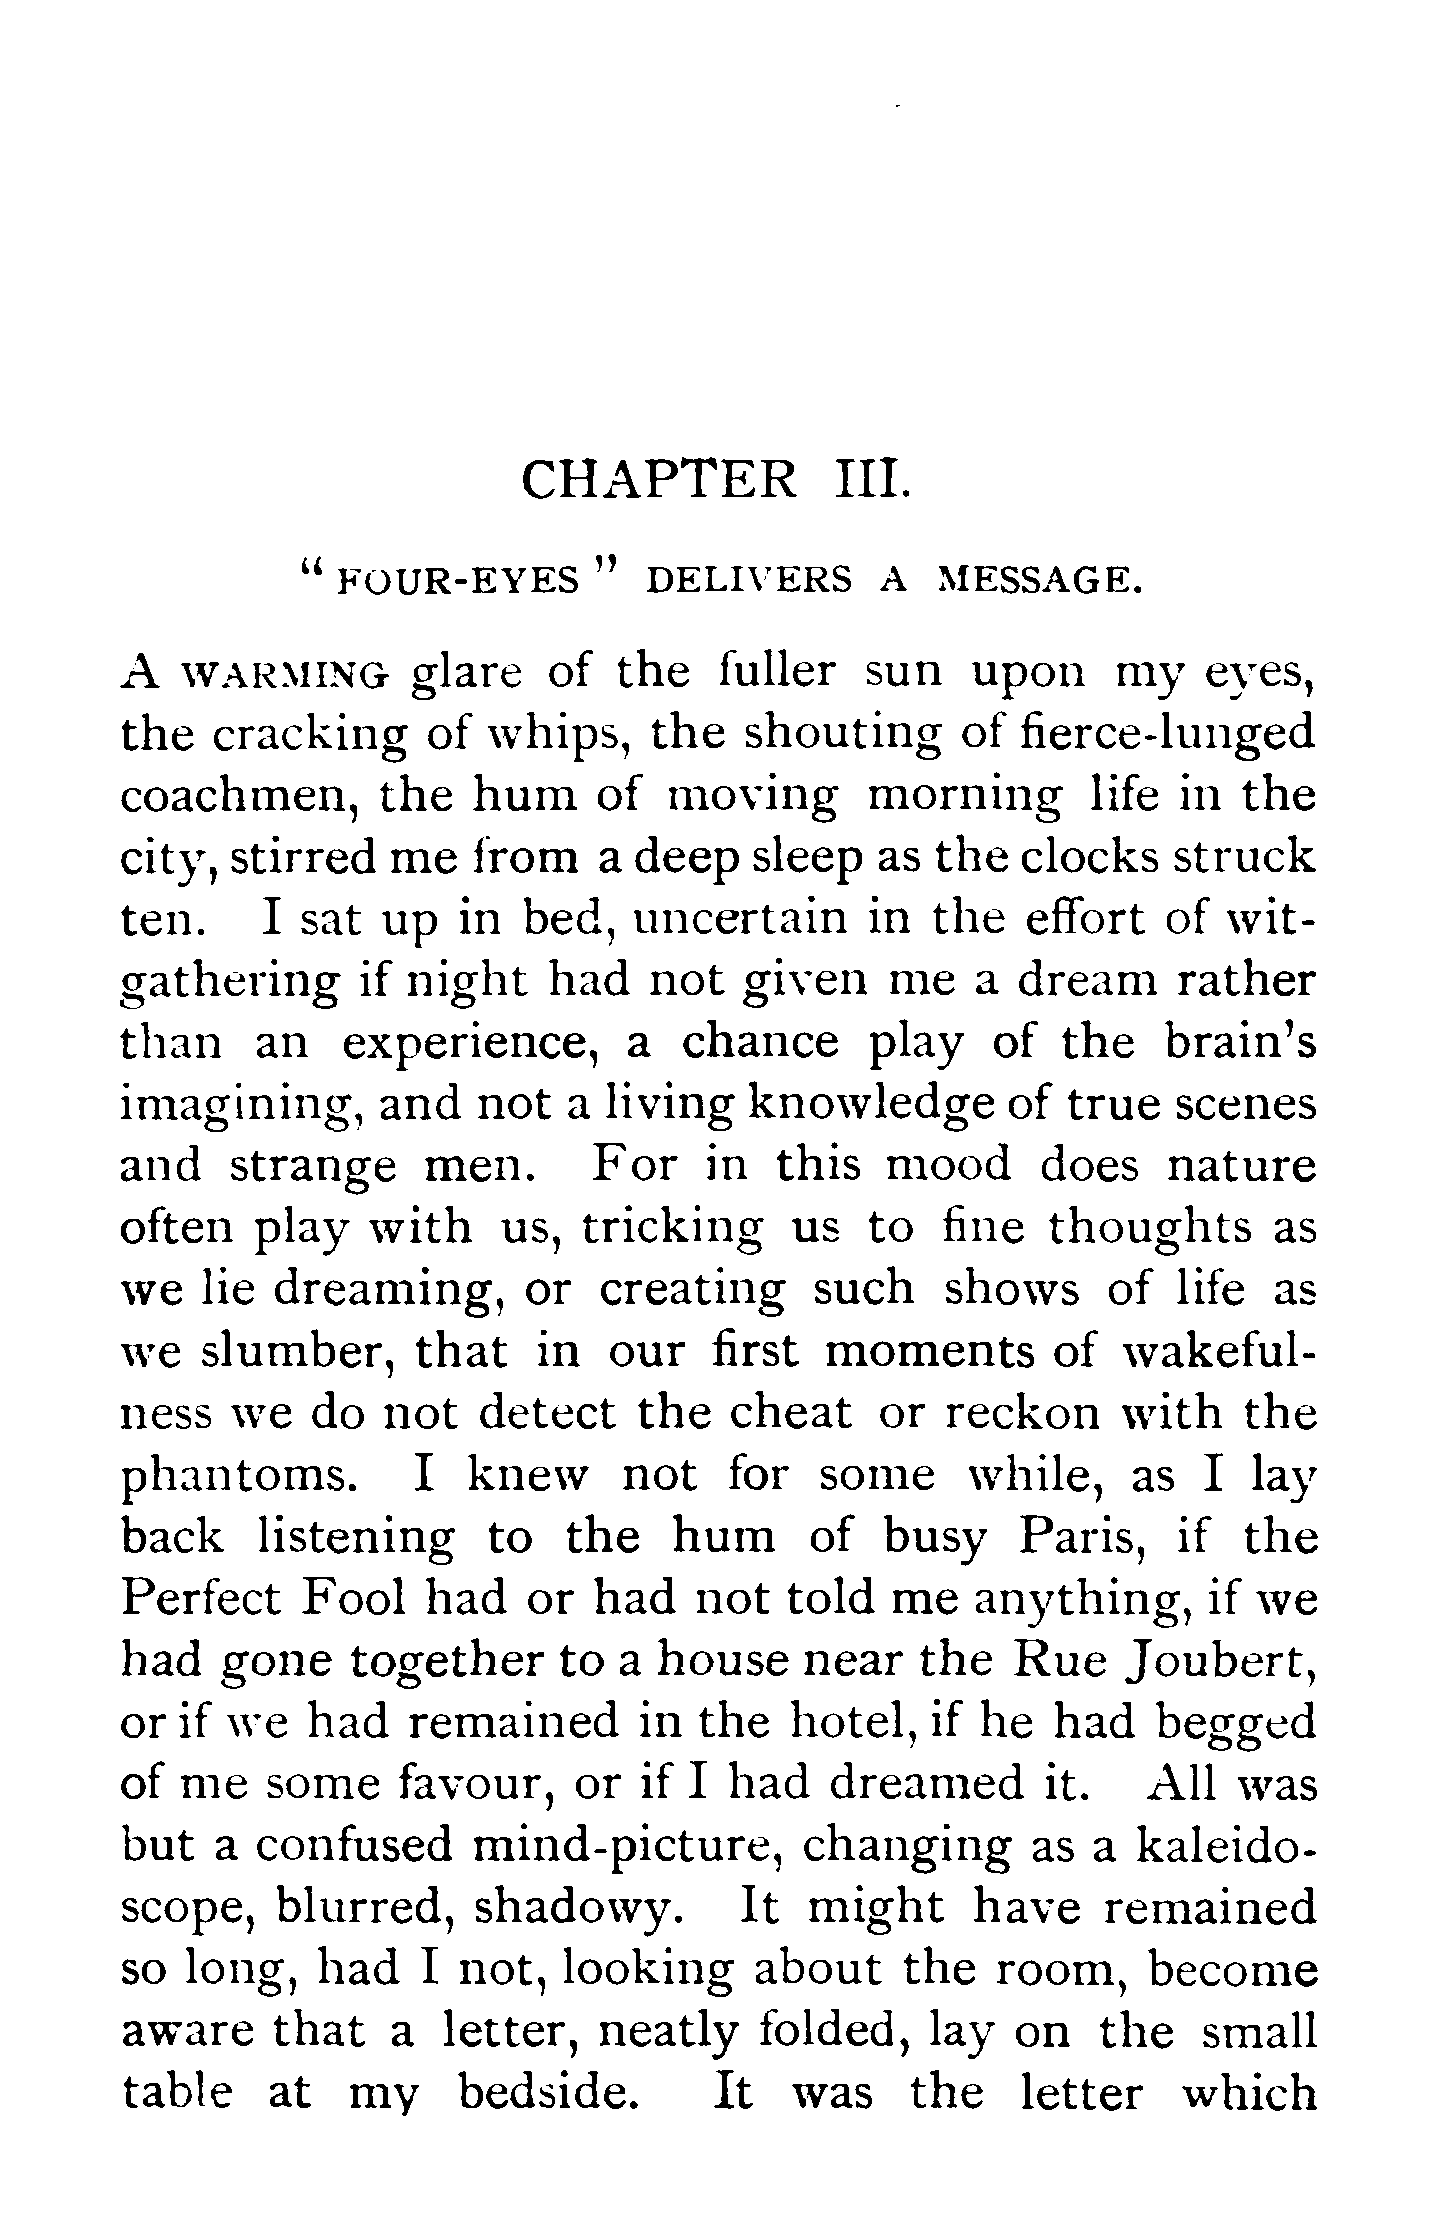 CHAPTER III.
“FOUR-EYES” DELIVERS A MESSAGE.
A WARMING glare of the fuller sun upon my eyes,
the cracking of whips, the shouting of fierce-lunged
coachmen, the hum of moving morning life in the
city, stirred me from a deep sleep as the clocks struck
ten. I sat up in bed, uncertain in the effort of wit-
gathering if night had not given me a dream rather
than an experience, a chance play of the brain’s
imagining, and not a living knowledge of true scenes
and strange men. For in this mood does nature
often play with us, tricking us to fine thoughts as
we lie dreaming, or creating such shows of life as
we slumber, that in our first moments of wakeful-
ness we do not detect the cheat or reckon with the
phantoms. I knew not for some while, as I lay
back listening to the hum of busy Paris, if the
Perfect Fool had or had not told me anything, if we
had gone together to a house near the Rue Joubert,
or if we had remained in the hotel, if he had begged
of me some favour, or if I had dreamed it. All was
but a confused mind-picture, changing as a kaleido-
scope, blurred, shadowy. It might have remained
so long, had I not, looking about the room, become
aware that a letter, neatly folded, lay on the small
table at my bedside. It was the letter which